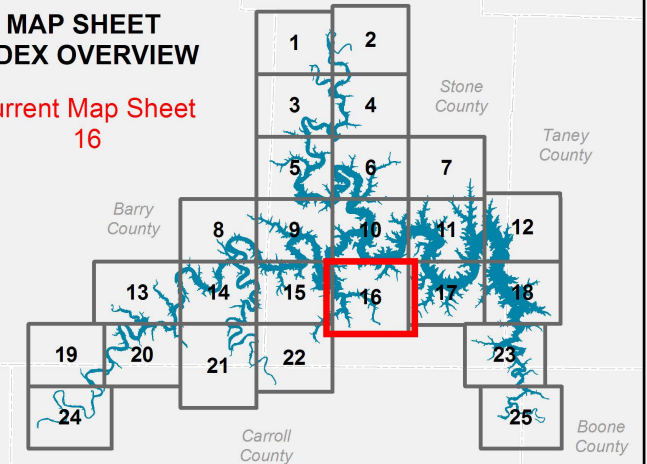 MAP SHEET
DEX OVERVIEW
urrent Map Sheet
16
1
2
Stone
County
3
4
Taney
County
5
6
7
Barry
County
8
9
10
11
12
13
14
15
16
17
18
19
20
21
22
23
24
25
Carroll
County
Boone
County